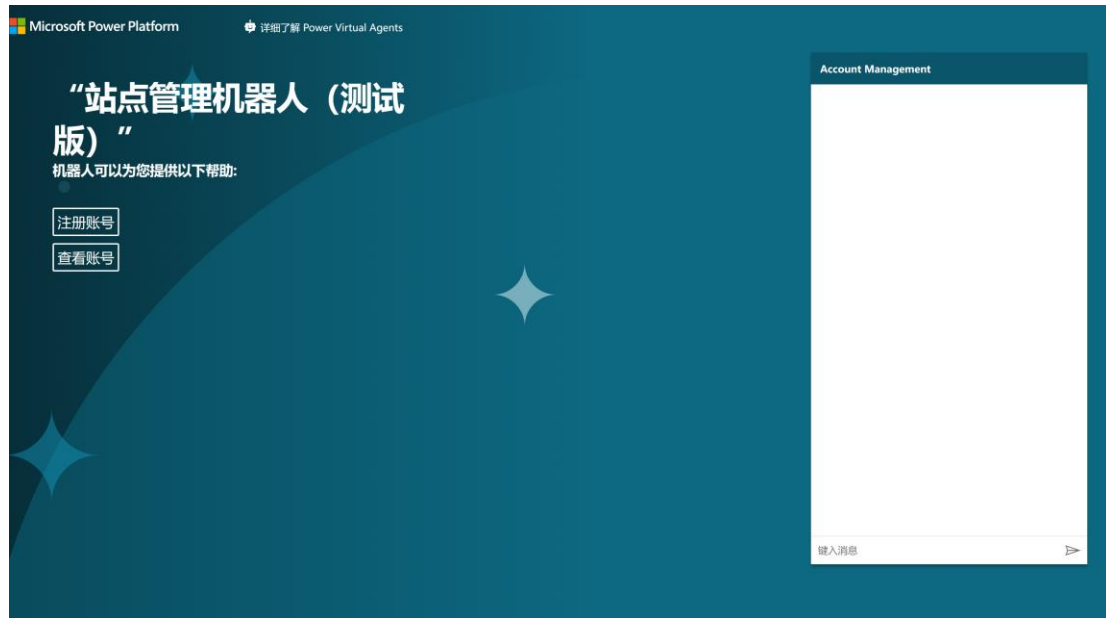 Microsoft Power Platform
详细了解 Power Virtual Agents
Account Management
“站点管理机器人（测试
版）”
机器人可以为您提供以下帮助:
注册账号
查看账号
键入消息